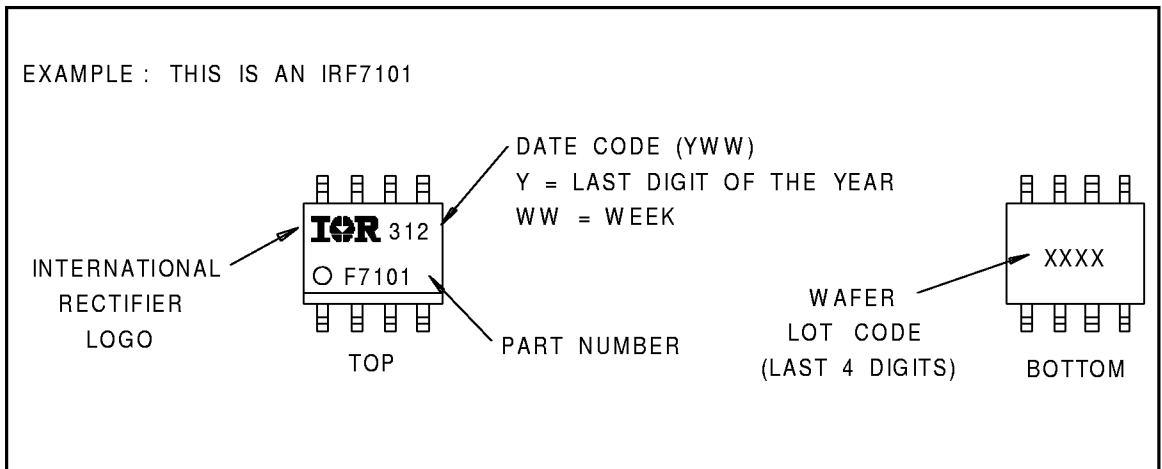 EXAMPLE : THIS IS AN IRF7101
DATE CODE (YWW)
Y = LAST DIGIT OF THE YEAR
WW = WEEK
IOR 312
F7101
INTERNATIONAL
RECTIFIER
LOGO
PART NUMBER
TOP
XXXX
WAFER
LOT CODE
(LAST 4 DIGITS)
BOTTOM